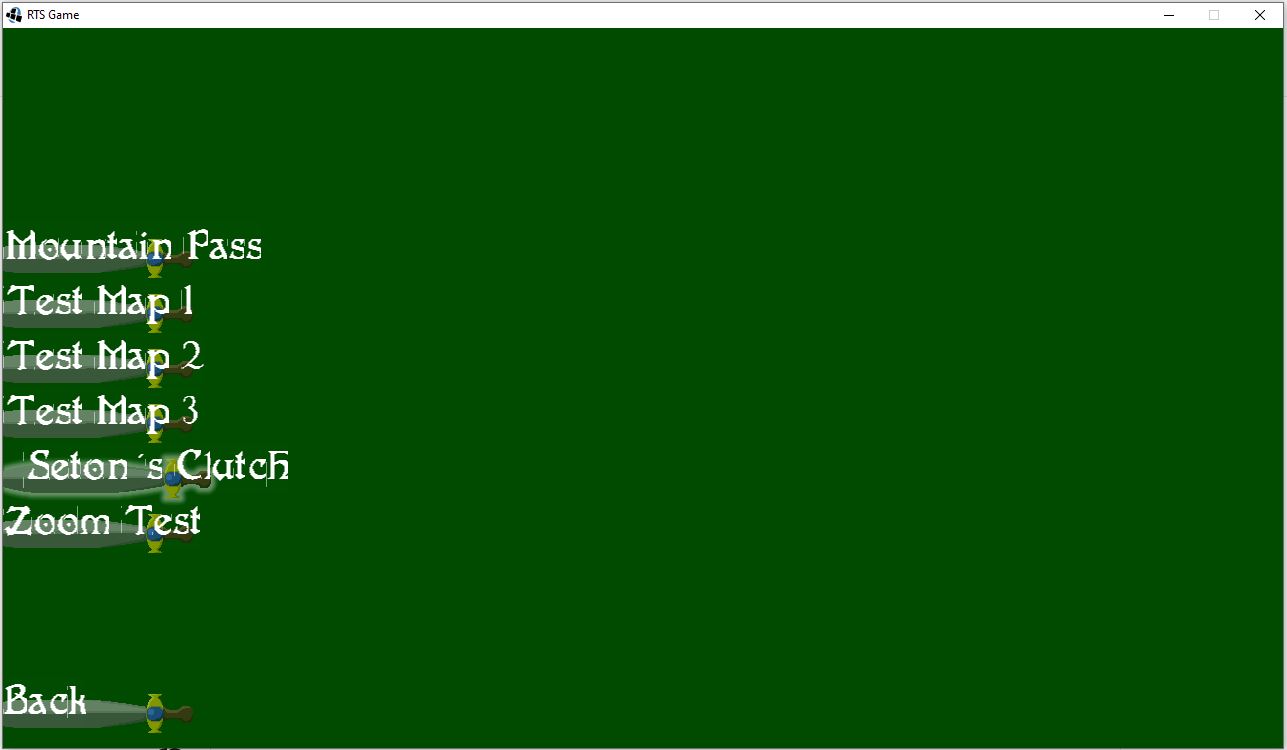 RTS Game
Mountain Pass
Test Map 1
Test Map 2
Test Map 3
Seton´s Clutch
Zoom Test
Back